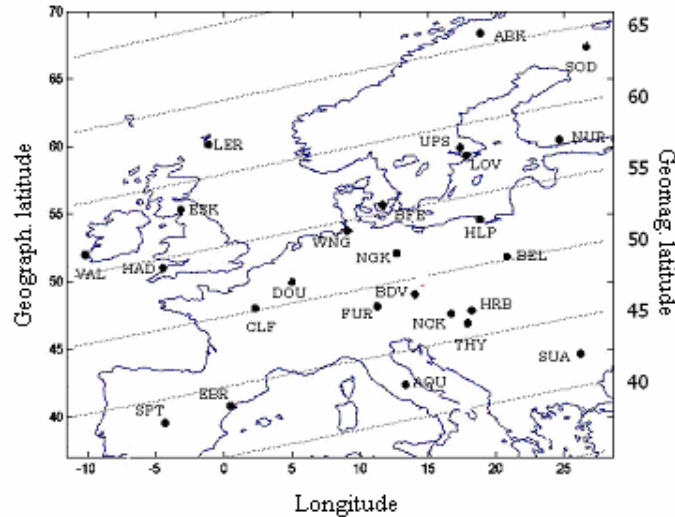 70
65
ABK
SOD
65
60
LER
UPS
LOV
NUR
60
55
ESK
BFE
HLP
WNG
55
50
VAL
HAD
DOU
NGK
BEL
BDV
50
45
CLF
FUR
NCK
HRB
THY
SUA
45
40
SPT
EBR
AQU
40
-10
-5
0
5
10
15
20
25
Longitude
Geograph. latitude
Geomag. latitude